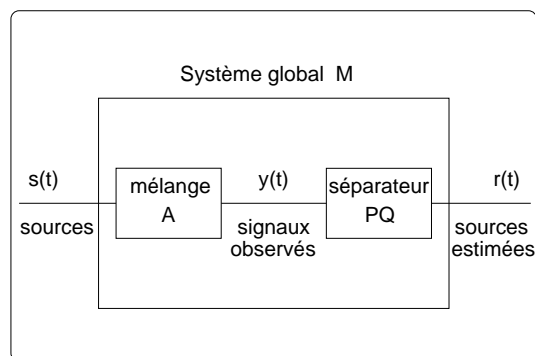 Système global M
s(t)
mélange
A
y(t)
séparateur
PQ
r(t)
sources
signaux
observés
sources
estimées